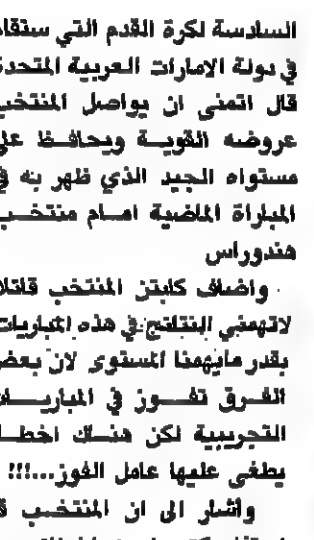 السادسة لكرة القدم التي ستقام
في دولة الامارات العربية المتحدة
قال اتمنى ان يواصل المنتخب
عروضه القوية ويحافظ على
مستواه الجيد الذي ظهر به في
المباراة الماضية امام منتخب
هندوراس
واضاف كابتن المنتخب قائلا
لاتهمني النتائج في هذه المباريات
بقدر مايهمنا المستوى لان بعض
الفرق تفوز في المباريات
التجريبية لكن هناك اخطاء
يطغى عليها عامل الفوز...!!!
واشار الى ان المنتخب